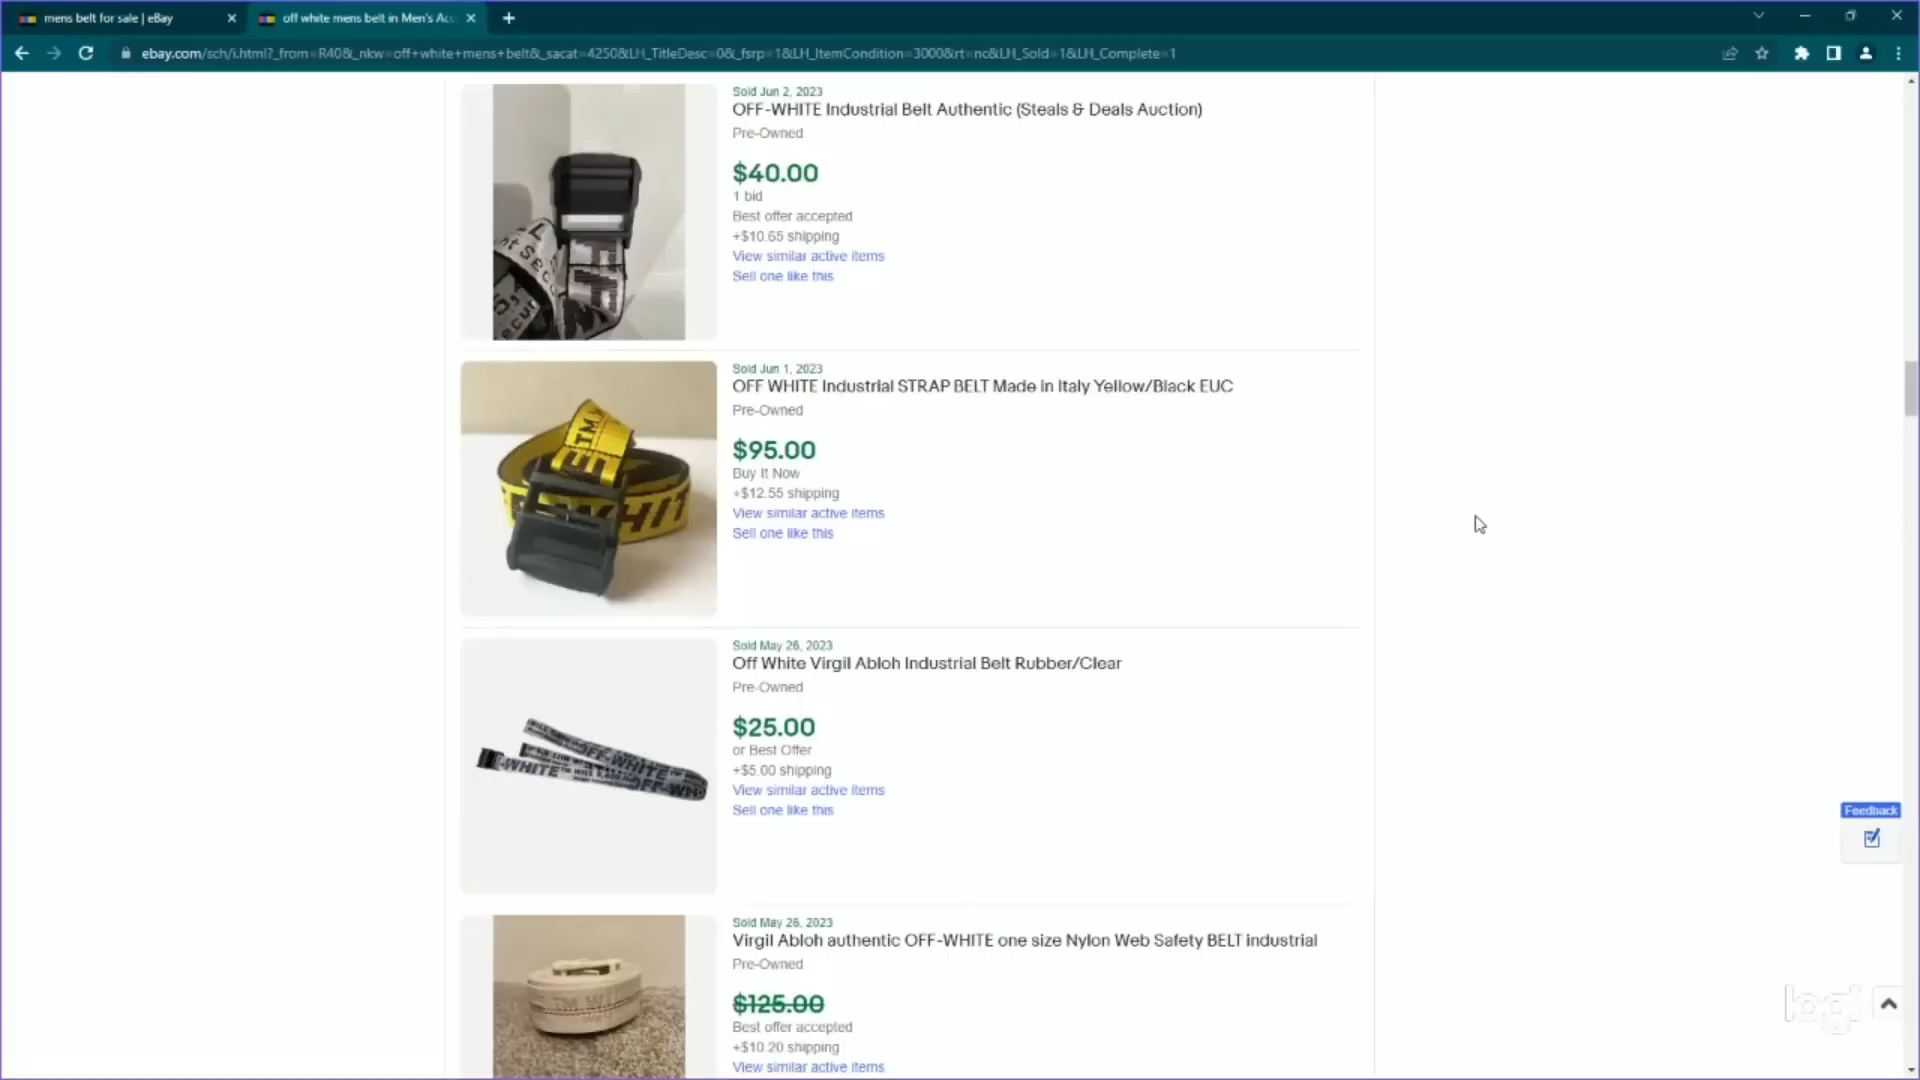 mens belt for sale | eBay
off white mens belt in Men's Acc
ebay.com/sch/i.html?_from=R40&_nkw=off+white+mens+belt&_sacat=4250&LH_TitleDesc=0&_fsrp=1&LH_ItemCondition=3000&rt=nc&LH_Sold=1&LH_Complete=1
Sold Jun 2, 2023
OFF-WHITE Industrial Belt Authentic (Steals & Deals Auction)
Pre-Owned
$40.00
1 bid
Best offer accepted
+$10.65 shipping
View similar active items
Sell one like this
Sold Jun 1, 2023
OFF WHITE Industrial STRAP BELT Made in Italy Yellow/Black EUC
Pre-Owned
$95.00
Buy It Now
+$12.55 shipping
View similar active items
Sell one like this
Sold May 26, 2023
Off White Virgil Abloh Industrial Belt Rubber/Clear
Pre-Owned
$25.00
or Best Offer
+$5.00 shipping
View similar active items
Sell one like this
Feedback
Sold May 26, 2023
Virgil Abloh authentic OFF-WHITE one size Nylon Web Safety BELT industrial
Pre-Owned
$125.00
Best offer accepted
+$10.20 shipping
View similar active items
logi